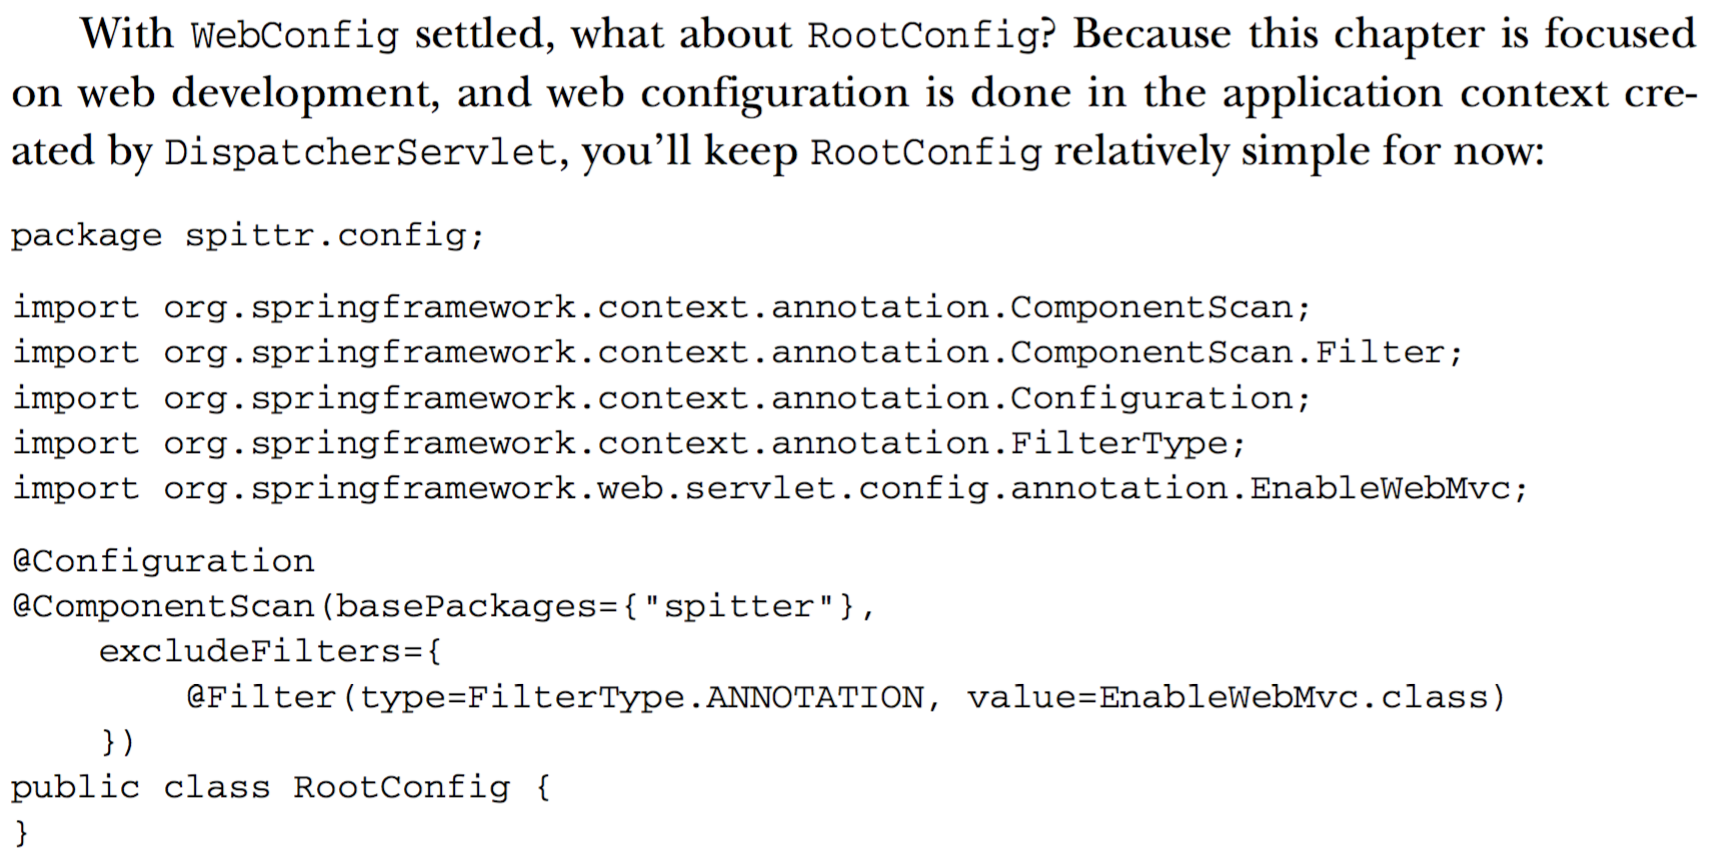 With WebConfig settled, what about RootConfig? Because this chapter is focused
on web development, and web configuration is done in the application context cre-
ated by DispatcherServlet, you’ll keep RootConfig relatively simple for now:
package spittr.config;
import org.springframework.context.annotation.ComponentScan;
import org.springframework.context.annotation.ComponentScan.Filter;
import org.springframework.context.annotation.Configuration;
import org.springframework.context.annotation.FilterType;
import org.springframework.web.servlet.config.annotation.EnableWebMvc;
@Configuration
@ComponentScan(basePackages={"spitter"},
    excludeFilters={
        @Filter(type=FilterType.ANNOTATION, value=EnableWebMvc.class)
    })
public class RootConfig {
}